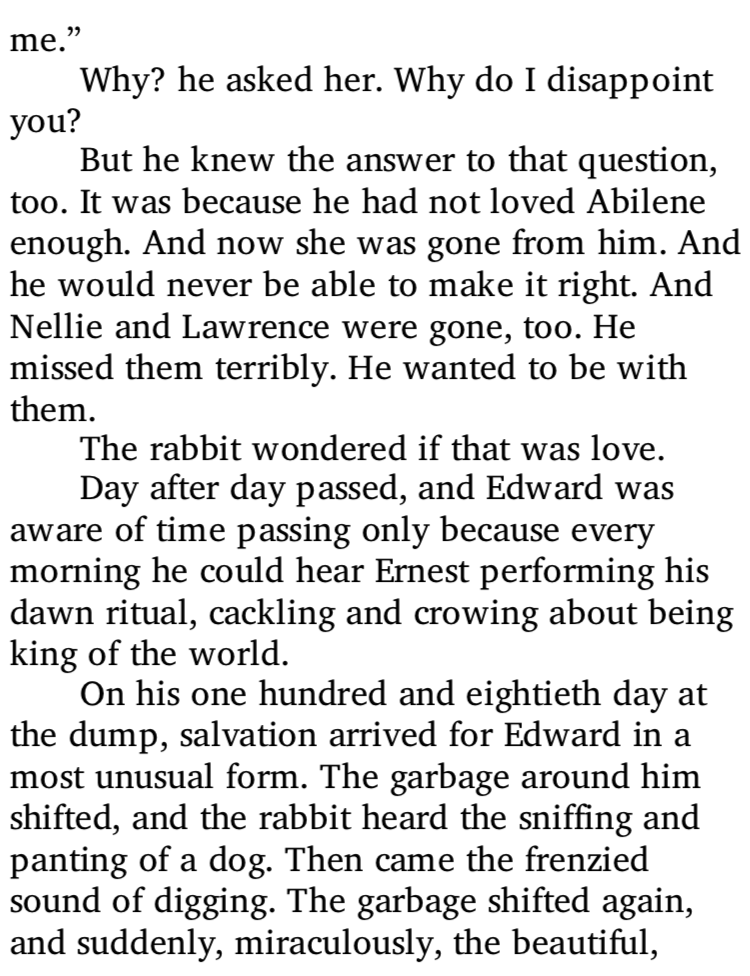 me.”
Why? he asked her. Why do I disappoint
you?
But he knew the answer to that question,
too. It was because he had not loved Abilene
enough. And now she was gone from him. And
he would never be able to make it right. And
Nellie and Lawrence were gone, too. He
missed them terribly. He wanted to be with
them.
The rabbit wondered if that was love.
Day after day passed, and Edward was
aware of time passing only because every
morning he could hear Ernest performing his
dawn ritual, cackling and crowing about being
king of the world.
On his one hundred and eightieth day at
the dump, salvation arrived for Edward in a
most unusual form. The garbage around him
shifted, and the rabbit heard the sniffing and
panting of a dog. Then came the frenzied
sound of digging. The garbage shifted again,
and suddenly, miraculously, the beautiful,